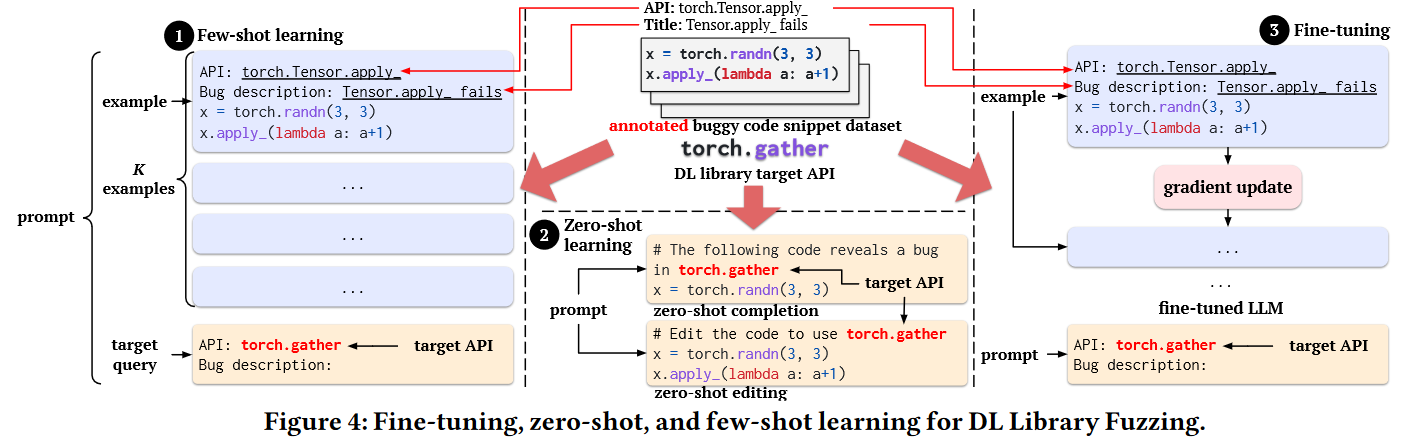 API: torch.Tensor.apply_
Title: Tensor.apply_ fails
x = torch.randn(3, 3)
x.apply_(lambda a: a+1)
annotated buggy code snippet dataset
torch.gather
DL library target API
1 Few-shot learning
API: torch.Tensor.apply_
Bug description: Tensor.apply_ fails
x = torch.randn(3, 3)
x.apply_(lambda a: a+1)
example
K
examples
...
...
...
prompt
target
query
API: torch.gather
target API
Bug description:
2 Zero-shot
learning
# The following code reveals a bug
in torch.gather
x = torch.randn(3, 3)
target API
zero-shot completion
prompt
# Edit the code to use torch.gather
x = torch.randn(3, 3)
x.apply_(lambda a: a+1)
zero-shot editing
3 Fine-tuning
API: torch.Tensor.apply_
Bug description: Tensor.apply_ fails
x = torch.randn(3, 3)
x.apply_(lambda a: a+1)
example
gradient update
...
...
fine-tuned LLM
prompt
API: torch.gather
target API
Bug description:
Figure 4: Fine-tuning, zero-shot, and few-shot learning for DL Library Fuzzing.